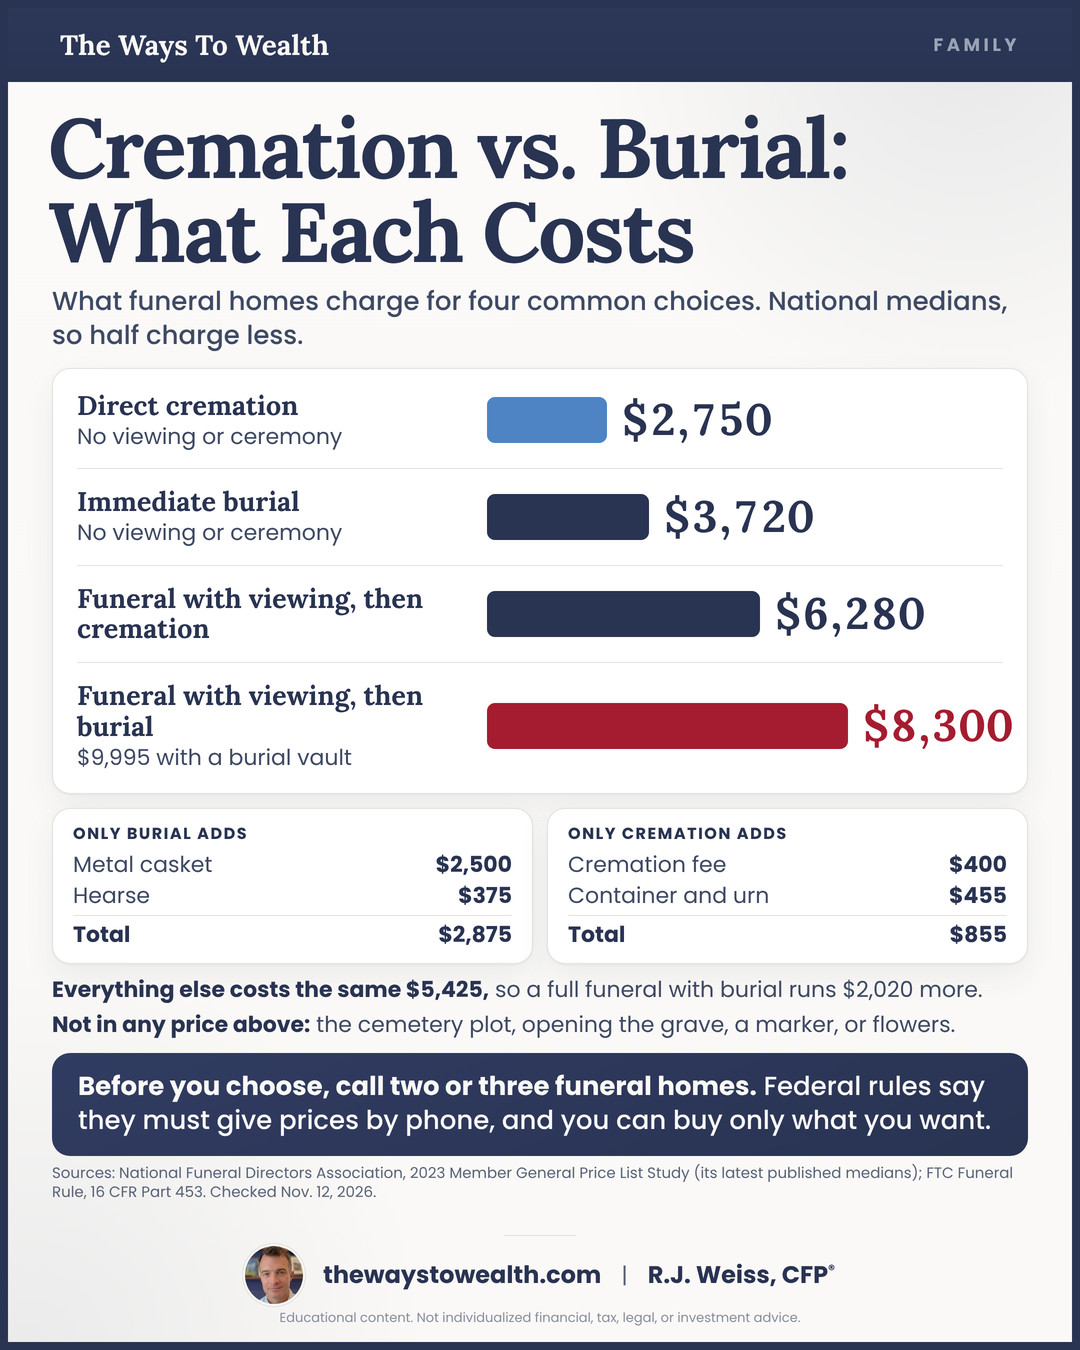 The Ways To Wealth
FAMILY
Cremation vs. Burial:
What Each Costs
What funeral homes charge for four common choices. National medians,
so half charge less.
Direct cremation
No viewing or ceremony
$2,750
Immediate burial
No viewing or ceremony
$3,720
Funeral with viewing, then
cremation
$6,280
Funeral with viewing, then
burial
$9,995 with a burial vault
$8,300
ONLY BURIAL ADDS
Metal casket $2,500
Hearse $375
Total $2,875
ONLY CREMATION ADDS
Cremation fee $400
Container and urn $455
Total $855
Everything else costs the same $5,425, so a full funeral with burial runs $2,020 more.
Not in any price above: the cemetery plot, opening the grave, a marker, or flowers.
Before you choose, call two or three funeral homes. Federal rules say
they must give prices by phone, and you can buy only what you want.
Sources: National Funeral Directors Association, 2023 Member General Price List Study (its latest published medians); FTC Funeral
Rule, 16 CFR Part 453. Checked Nov. 12, 2026.
thewaystowealth.com | R.J. Weiss, CFP®
Educational content. Not individualized financial, tax, legal, or investment advice.